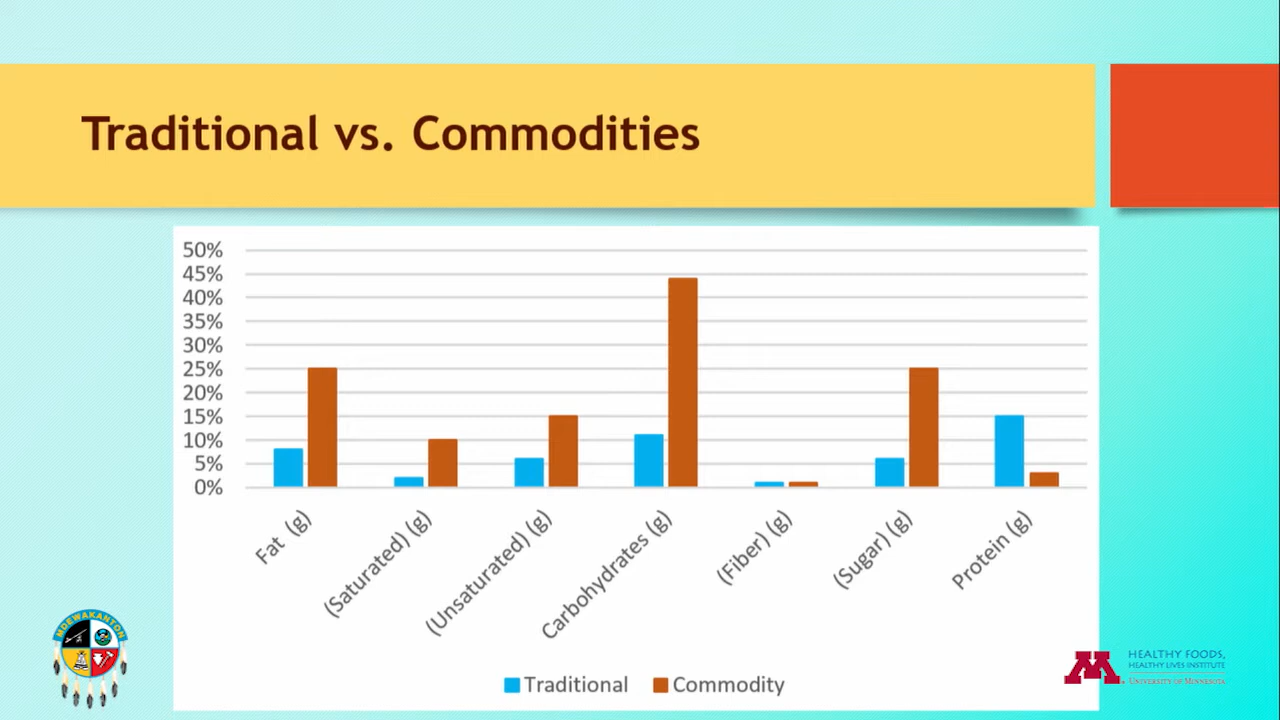 Traditional vs. Commodities
50%
45%
40%
35%
30%
25%
20%
15%
10%
5%
0%
Fat (g)
(Saturated) (g)
(Unsaturated) (g)
Carbohydrates (g)
(Fiber) (g)
(Sugar) (g)
Protein (g)
Traditional
Commodity
MDEWAKANTON
M
HEALTHY FOODS,
HEALTHY LIVES INSTITUTE
UNIVERSITY OF MINNESOTA